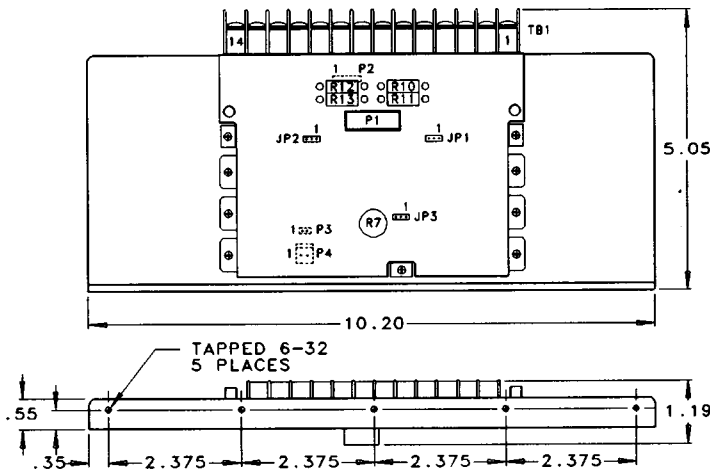 14
1
TB1
1 P2
R12
R10
R13
R11
P1
1
JP2
1
JP1
5.05
1
JP3
R7
1 P3
1 P4
10.20
TAPPED 6-32
5 PLACES
.55
1.19
.35
2.375
2.375
2.375
2.375